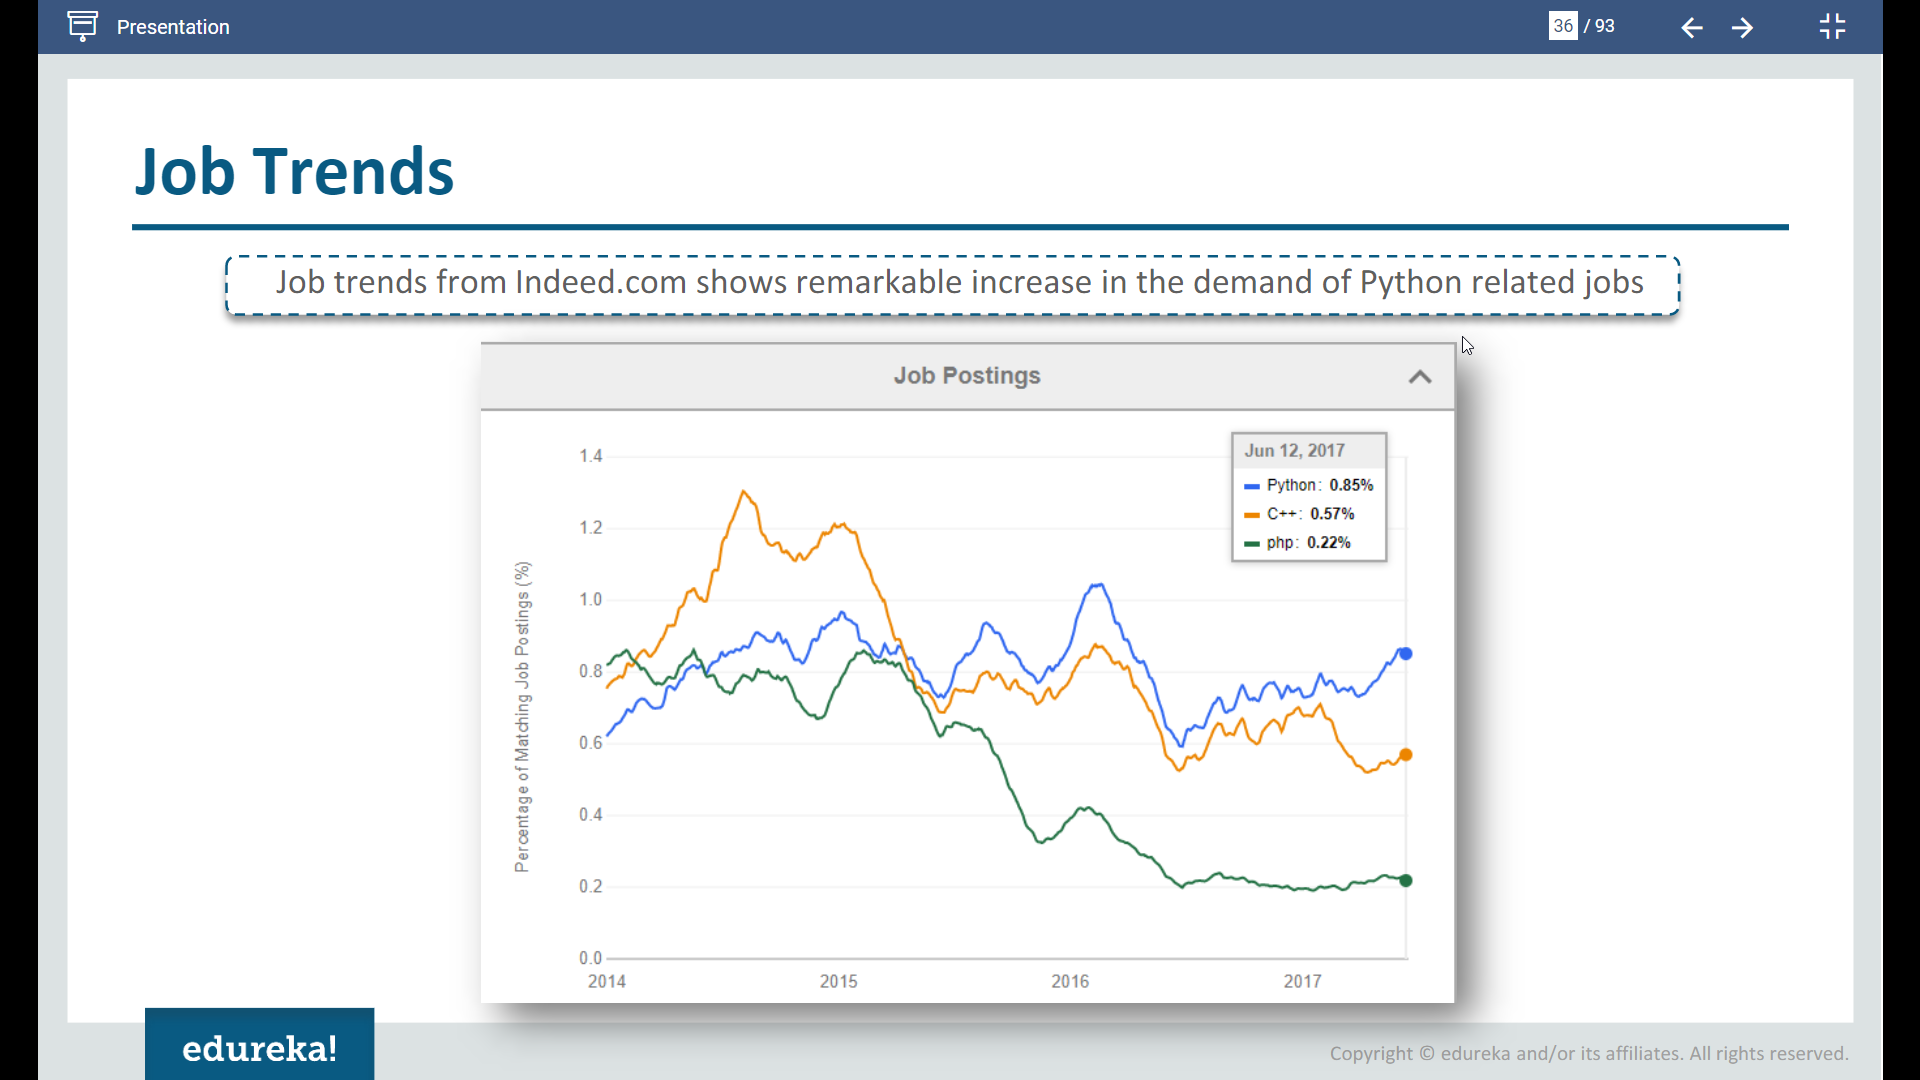 Presentation
36 / 93
Job Trends
Job trends from Indeed.com shows remarkable increase in the demand of Python related jobs
Job Postings
Jun 12, 2017
Python: 0.85%
C++: 0.57%
php: 0.22%
Percentage of Matching Job Postings (%)
1.4
1.2
1.0
0.8
0.6
0.4
0.2
0.0
2014 2015 2016 2017
edureka!
Copyright © edureka and/or its affiliates. All rights reserved.